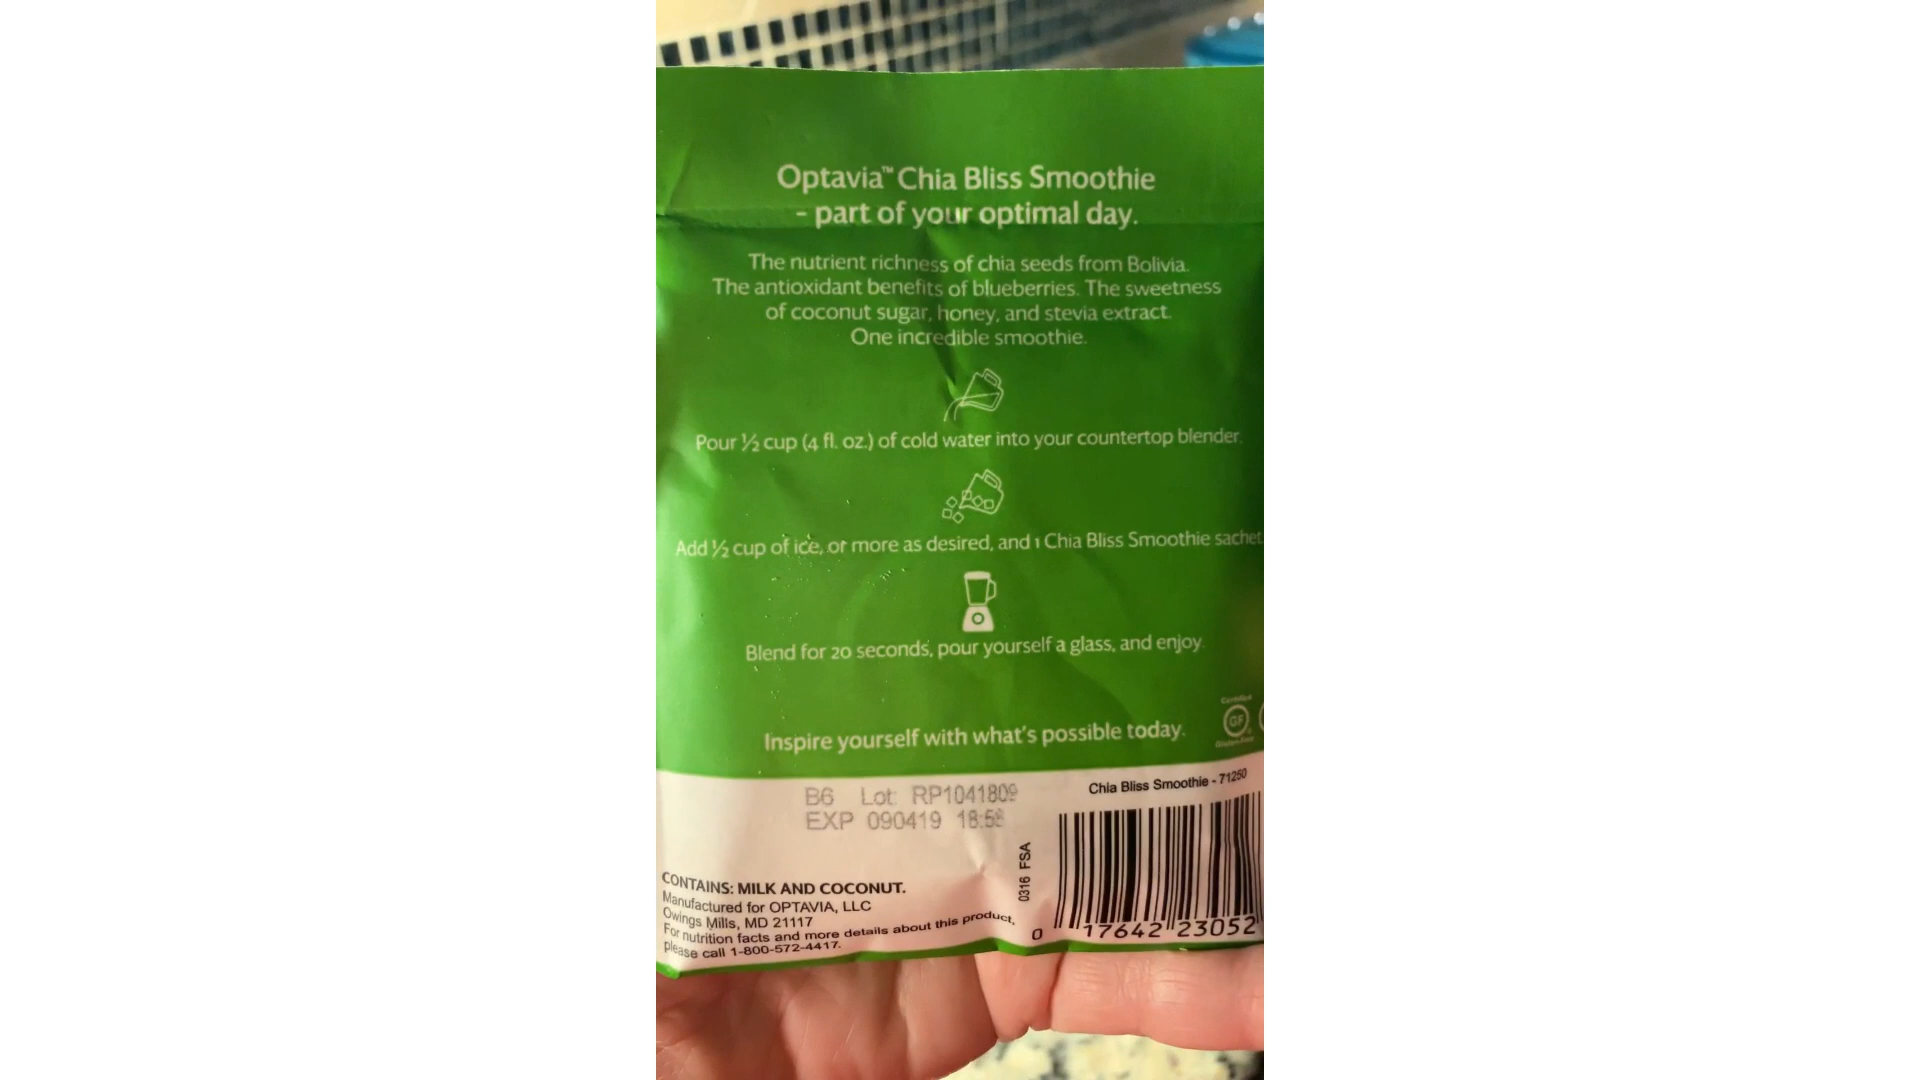 Optavia™ Chia Bliss Smoothie
- part of your optimal day.
The nutrient richness of chia seeds from Bolivia.
The antioxidant benefits of blueberries. The sweetness
of coconut sugar, honey, and stevia extract.
One incredible smoothie.
Pour ½ cup (4 fl. oz.) of cold water into your countertop blender.
Add ½ cup of ice, or more as desired, and 1 Chia Bliss Smoothie sachet
Blend for 20 seconds, pour yourself a glass, and enjoy.
Certified
GF
Gluten-Free
Inspire yourself with what's possible today.
B6 Lot: RP1041809
EXP 090419 18:58
Chia Bliss Smoothie - 71250
0316 FSA
0 17642 23052
CONTAINS: MILK AND COCONUT.
Manufactured for OPTAVIA, LLC
Owings Mills, MD 21117
For nutrition facts and more details about this product,
please call 1-800-572-4417.